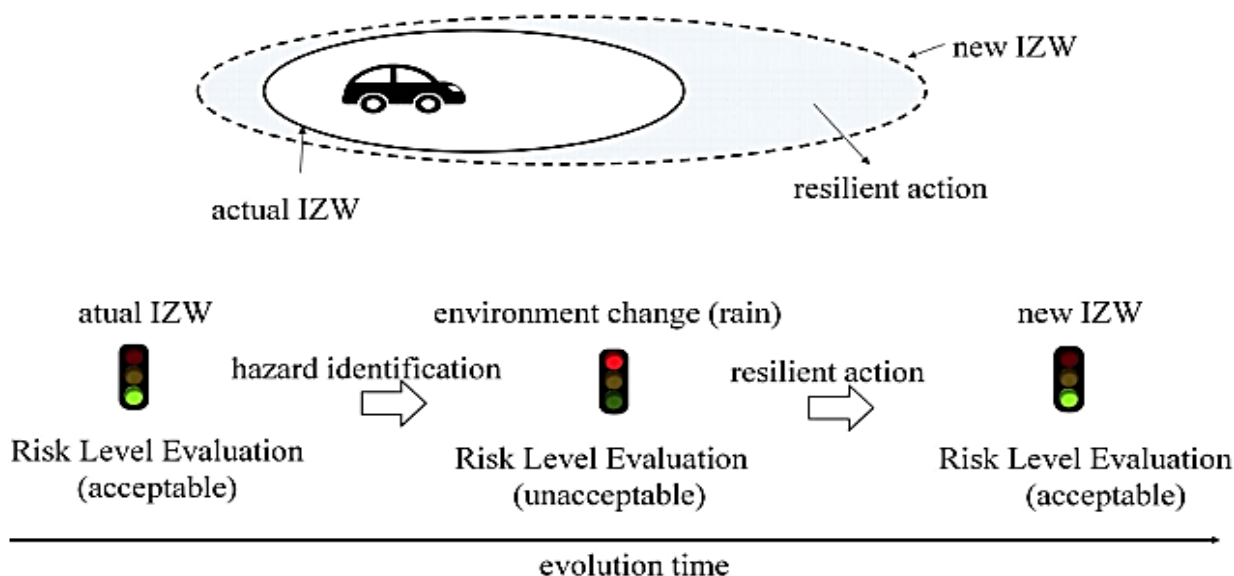 new IZW
resilient action
actual IZW
atual IZW
environment change (rain)
new IZW
hazard identification
resilient action
Risk Level Evaluation
(acceptable)
Risk Level Evaluation
(unacceptable)
Risk Level Evaluation
(acceptable)
evolution time